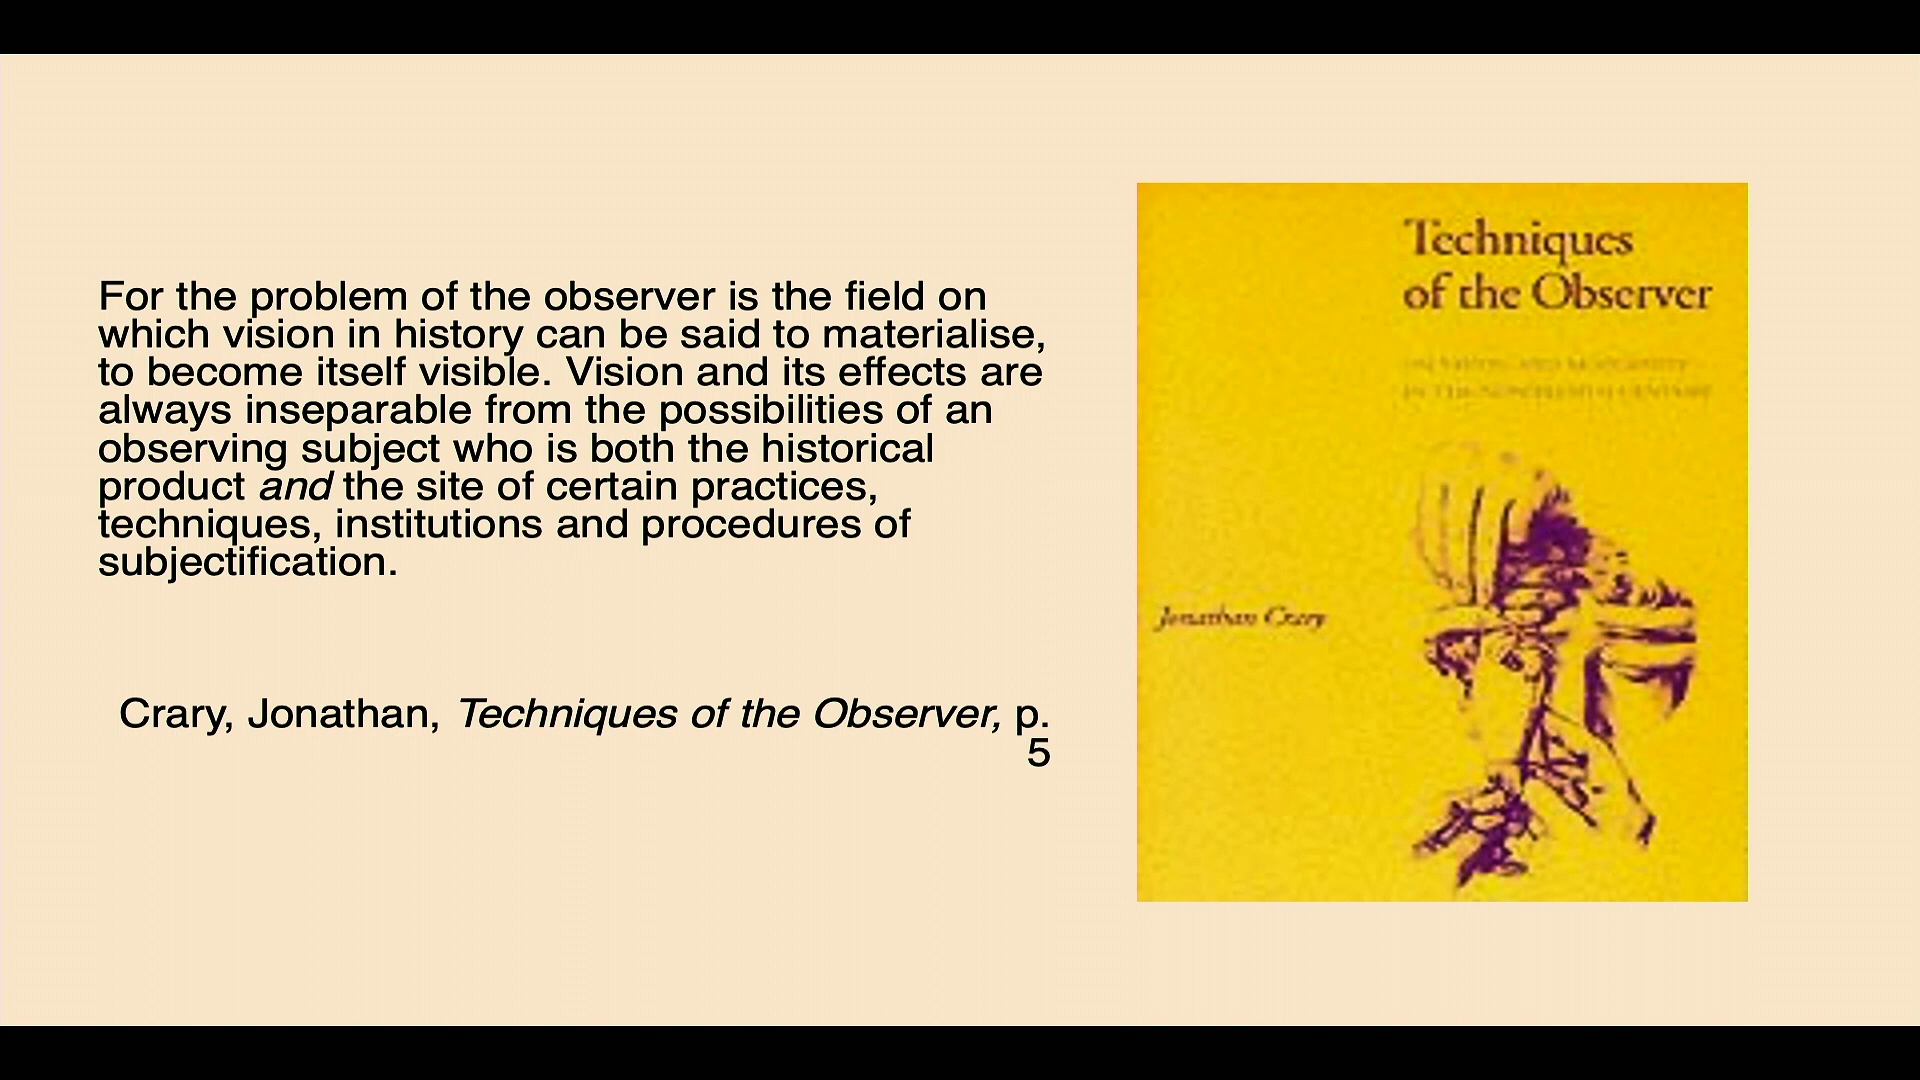 For the problem of the observer is the field on
which vision in history can be said to materialise,
to become itself visible. Vision and its effects are
always inseparable from the possibilities of an
observing subject who is both the historical
product and the site of certain practices,
techniques, institutions and procedures of
subjectification.
Crary, Jonathan, Techniques of the Observer, p.
5
Techniques
of the Observer
Jonathan Crary